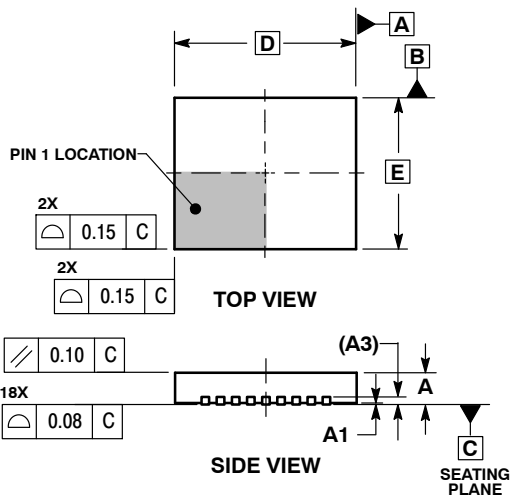 D
A
B
PIN 1 LOCATION
E
2X
⌓ 0.15 C
2X
⌓ 0.15 C
TOP VIEW
⫽ 0.10 C
(A3)
A
18X
⌓ 0.08 C
A1
C
SIDE VIEW
SEATING
PLANE